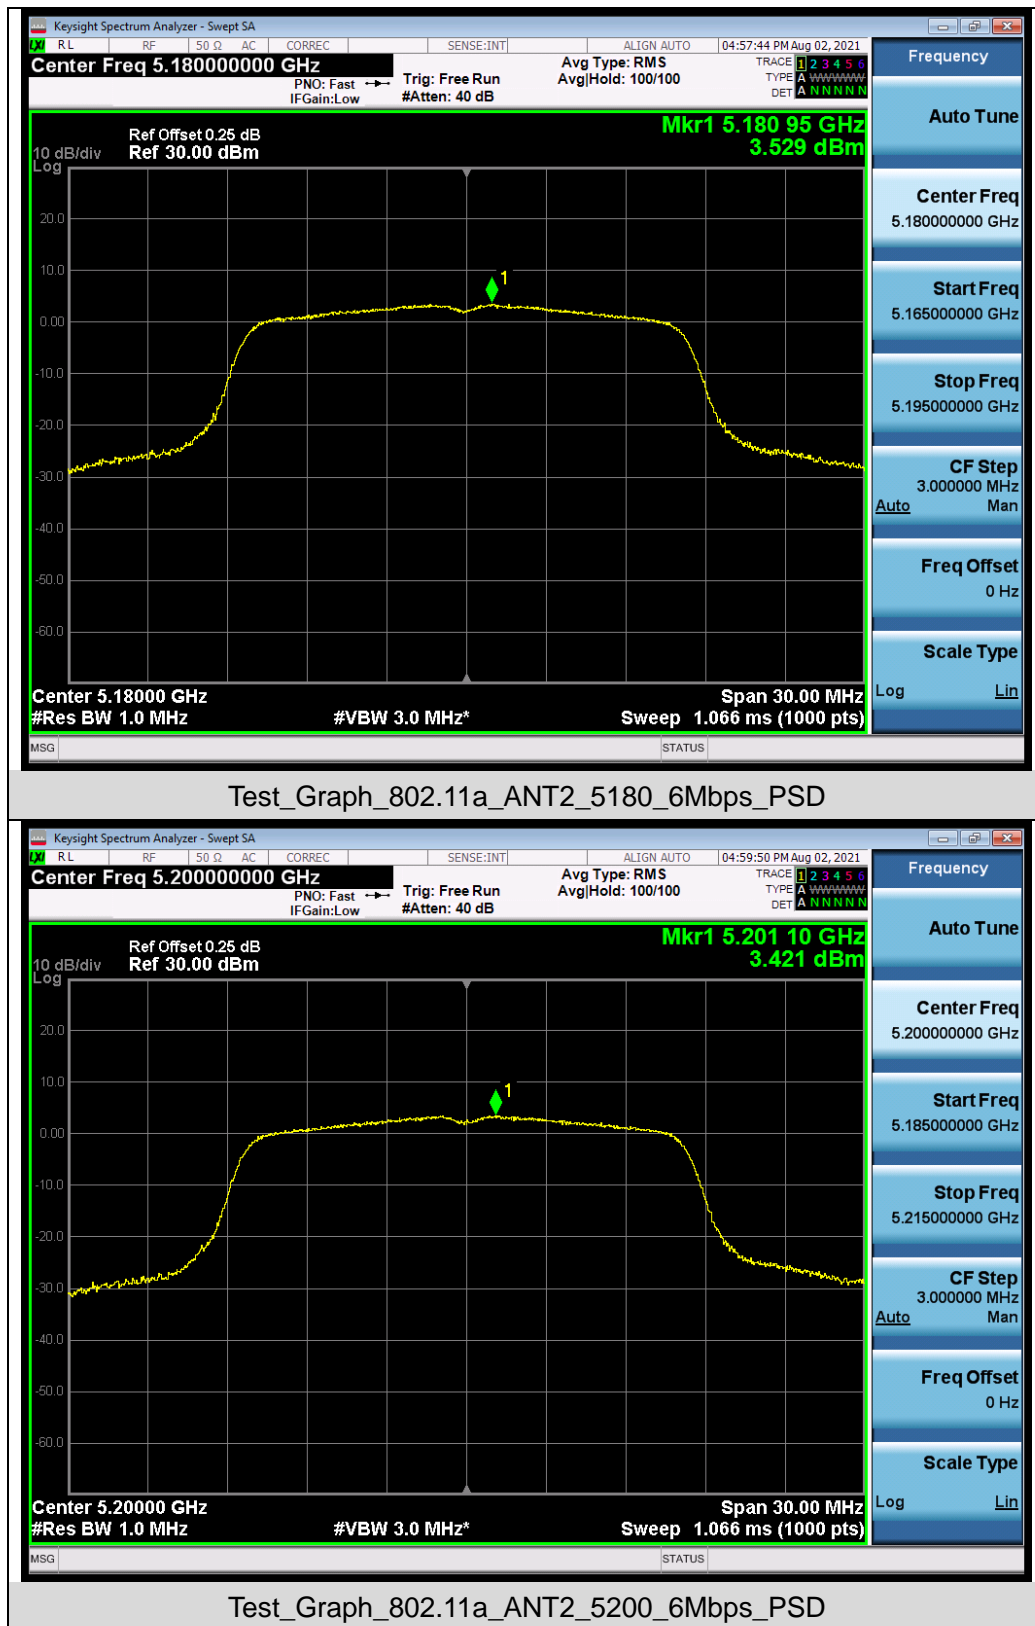 Keysight Spectrum Analyzer - Swept SA
LXI RL RF 50 Ω AC CORREC SENSE:INT ALIGN AUTO 04:57:44 PM Aug 02, 2021
Center Freq 5.180000000 GHz
PNO: Fast
IFGain:Low
Trig: Free Run
#Atten: 40 dB
Avg Type: RMS
Avg|Hold: 100/100
TRACE 1 2 3 4 5 6
TYPE A WWWWW
DET A N N N N N
Frequency
Mkr1 5.180 95 GHz
3.529 dBm
Ref Offset 0.25 dB
10 dB/div Ref 30.00 dBm
Log
20.0
10.0
0.00
-10.0
-20.0
-30.0
-40.0
-50.0
-60.0
1
Center 5.18000 GHz Span 30.00 MHz
#Res BW 1.0 MHz #VBW 3.0 MHz* Sweep 1.066 ms (1000 pts)
MSG STATUS
Auto Tune
Center Freq
5.180000000 GHz
Start Freq
5.165000000 GHz
Stop Freq
5.195000000 GHz
CF Step
3.000000 MHz
Auto Man
Freq Offset
0 Hz
Scale Type
Log Lin
Test_Graph_802.11a_ANT2_5180_6Mbps_PSD
Keysight Spectrum Analyzer - Swept SA
LXI RL RF 50 Ω AC CORREC SENSE:INT ALIGN AUTO 04:59:50 PM Aug 02, 2021
Center Freq 5.200000000 GHz
PNO: Fast
IFGain:Low
Trig: Free Run
#Atten: 40 dB
Avg Type: RMS
Avg|Hold: 100/100
TRACE 1 2 3 4 5 6
TYPE A WWWWW
DET A N N N N N
Frequency
Mkr1 5.201 10 GHz
3.421 dBm
Ref Offset 0.25 dB
10 dB/div Ref 30.00 dBm
Log
20.0
10.0
0.00
-10.0
-20.0
-30.0
-40.0
-50.0
-60.0
1
Center 5.20000 GHz Span 30.00 MHz
#Res BW 1.0 MHz #VBW 3.0 MHz* Sweep 1.066 ms (1000 pts)
MSG STATUS
Auto Tune
Center Freq
5.200000000 GHz
Start Freq
5.185000000 GHz
Stop Freq
5.215000000 GHz
CF Step
3.000000 MHz
Auto Man
Freq Offset
0 Hz
Scale Type
Log Lin
Test_Graph_802.11a_ANT2_5200_6Mbps_PSD